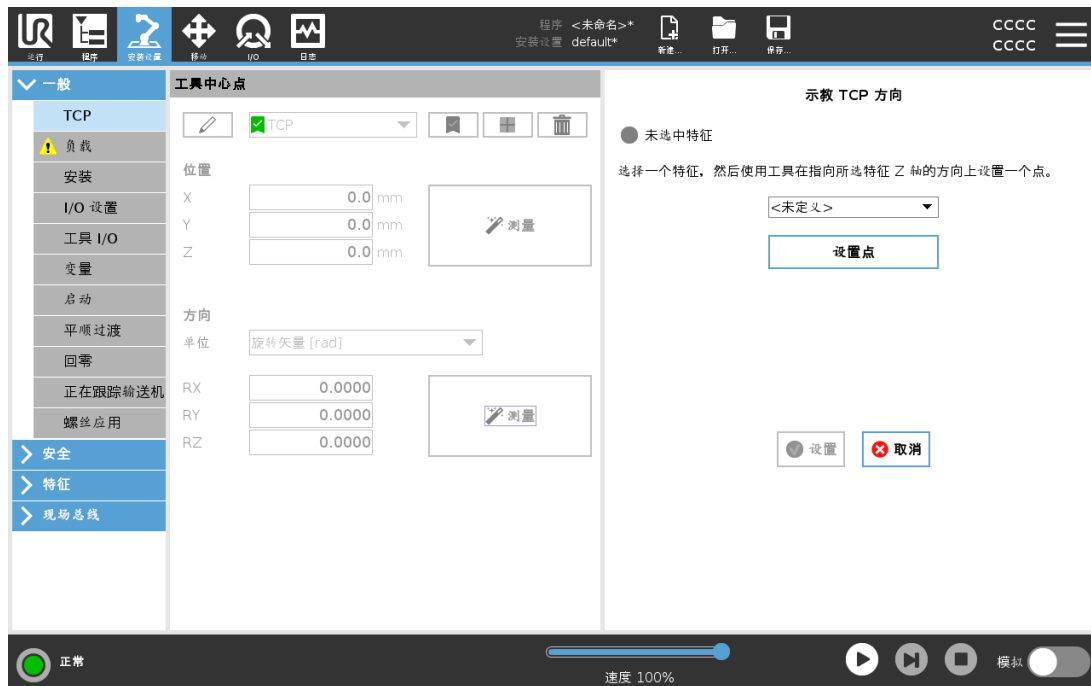 UR
运行
程序
安装设置
移动
I/O
日志
程序 <未命名>*
安装设置 default*
新建...
打开...
保存...
CCCC
CCCC
一般
TCP
负载
安装
I/O 设置
工具 I/O
变量
启动
平顺过渡
回零
正在跟踪输送机
螺丝应用
安全
特征
现场总线
工具中心点
TCP
位置
X 0.0 mm
Y 0.0 mm
Z 0.0 mm
测量
方向
单位 旋转矢量 [rad]
RX 0.0000
RY 0.0000
RZ 0.0000
测量
示教 TCP 方向
未选中特征
选择一个特征，然后使用工具在指向所选特征 Z 轴的方向上设置一个点。
<未定义>
设置点
设置
取消
正常
速度 100%
模拟